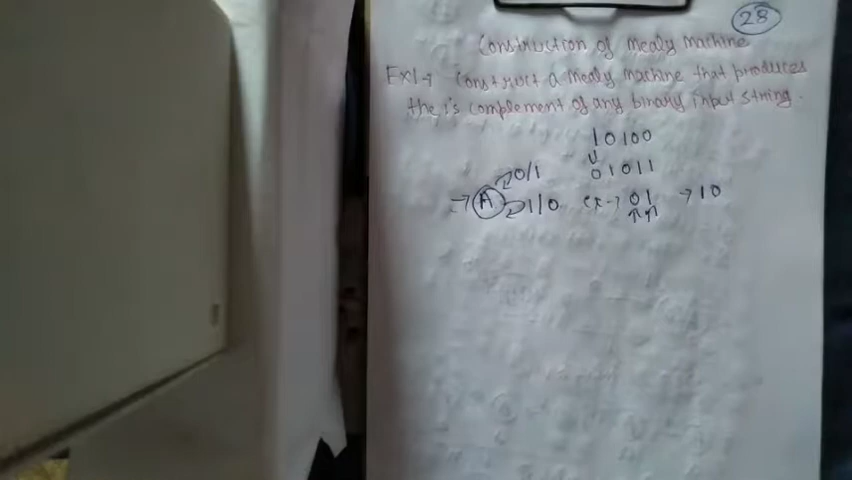 28
Construction of mealy machine
Ex1→ Construct a mealy machine that produces
the 1's complement of any binary input string.
10100
↓
01011
0/1
→ A 1/0 ex→ 01 → 10
↑↑